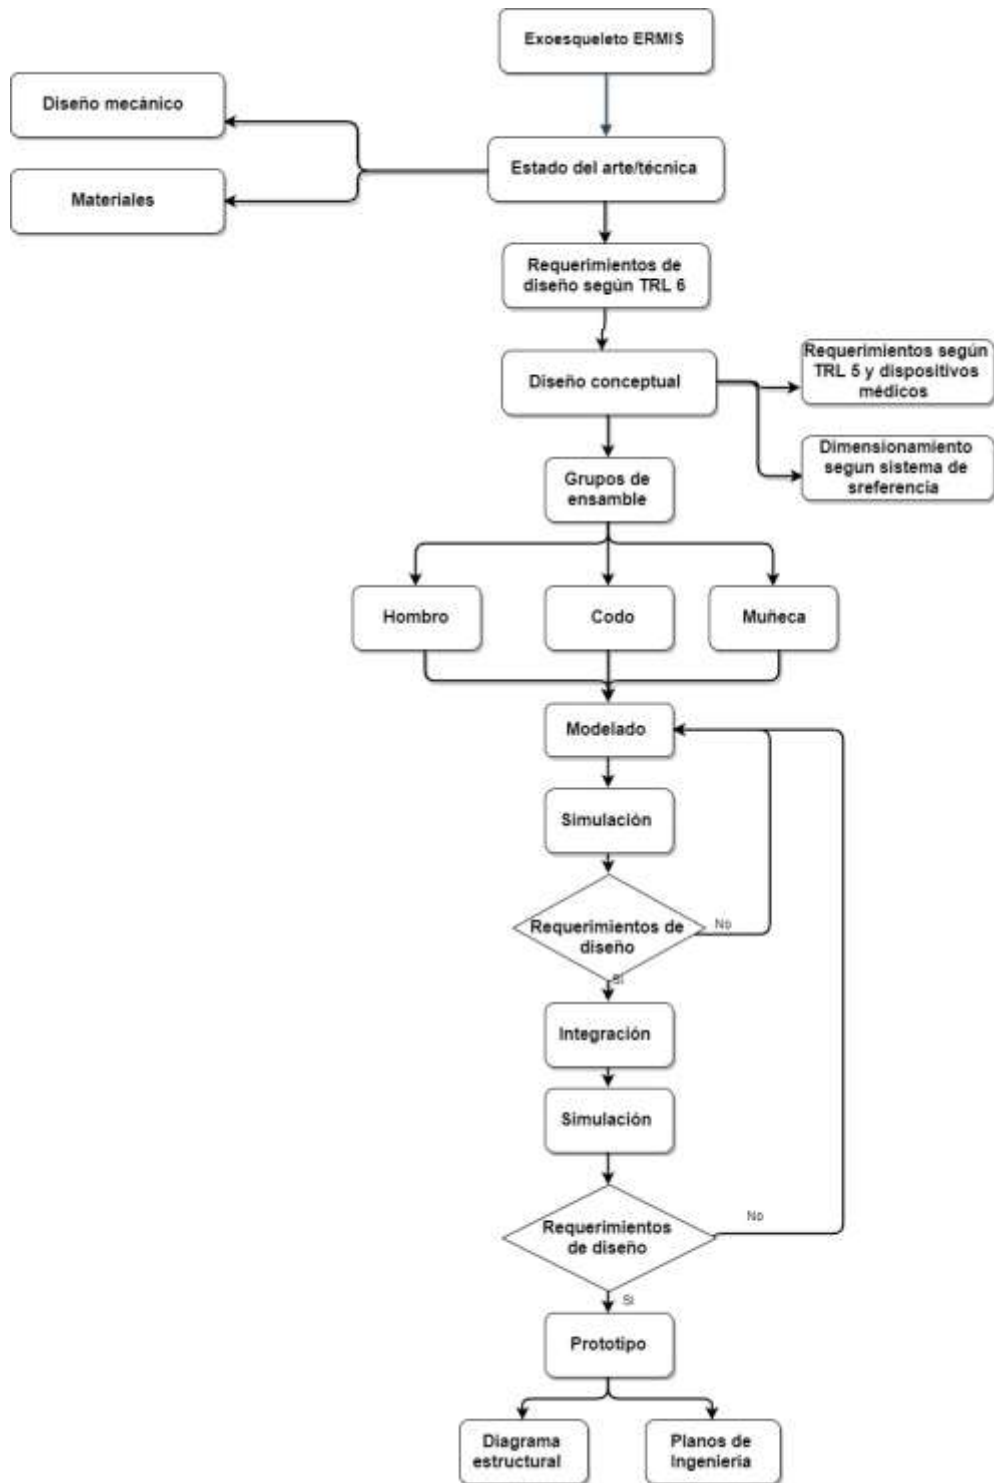 Exoesqueleto ERMIS
Diseño mecánico
Estado del arte/técnica
Materiales
Requerimientos de
diseño según TRL 6
Requerimientos según
TRL 5 y dispositivos
médicos
Diseño conceptual
Dimensionamiento
segun sistema de
sreferencia
Grupos de
ensamble
Hombro
Codo
Muñeca
Modelado
Simulación
Requerimientos de
diseño
No
Si
Integración
Simulación
Requerimientos
de diseño
No
Si
Prototipo
Diagrama
estructural
Planos de
Ingenieria